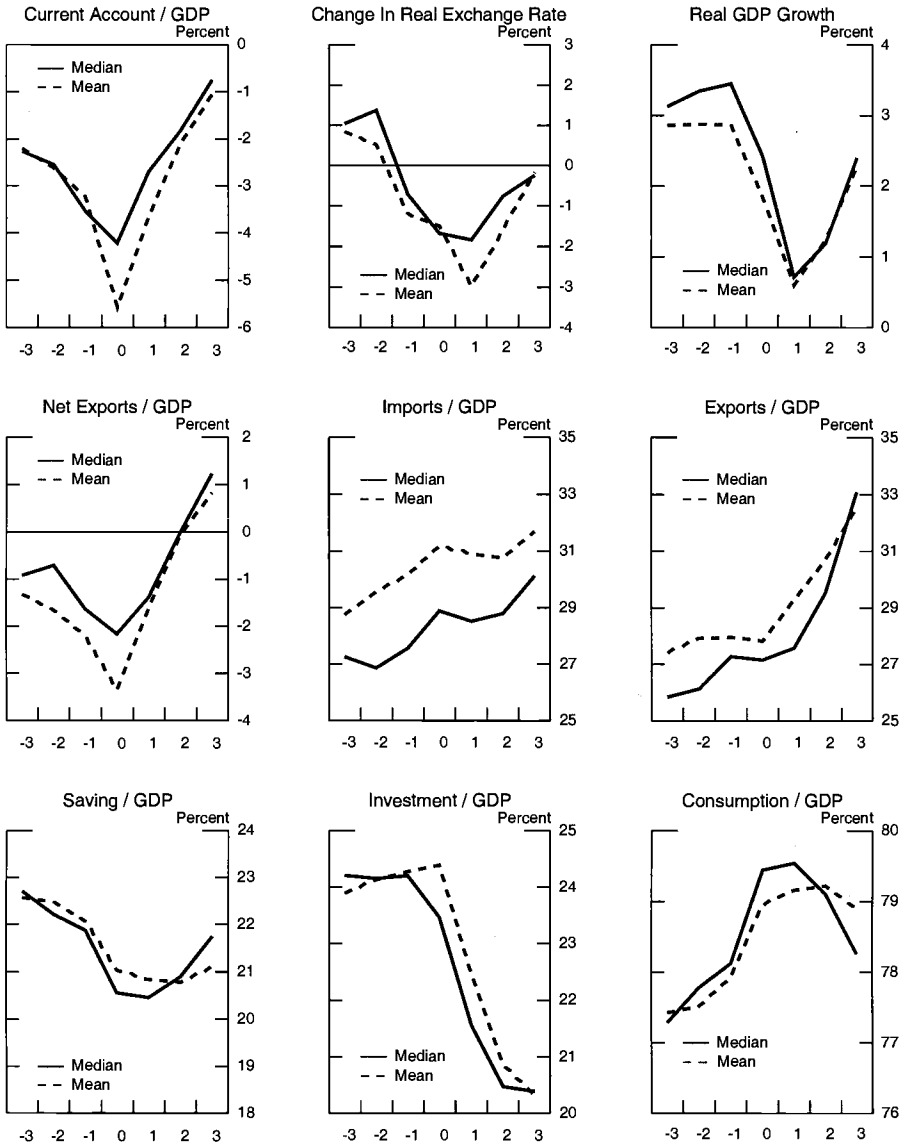 Current Account / GDP
Percent
Median
Mean
0
-1
-2
-3
-4
-5
-6
-3 -2 -1 0 1 2 3
Change In Real Exchange Rate
Percent
3
2
1
0
-1
-2
-3
-4
Median
Mean
-3 -2 -1 0 1 2 3
Real GDP Growth
Percent
4
3
2
1
0
Median
Mean
-3 -2 -1 0 1 2 3
Net Exports / GDP
Percent
Median
Mean
2
1
0
-1
-2
-3
-4
-3 -2 -1 0 1 2 3
Imports / GDP
Percent
Median
Mean
35
33
31
29
27
25
-3 -2 -1 0 1 2 3
Exports / GDP
Percent
Median
Mean
35
33
31
29
27
25
-3 -2 -1 0 1 2 3
Saving / GDP
Percent
24
23
22
21
20
19
18
Median
Mean
-3 -2 -1 0 1 2 3
Investment / GDP
Percent
25
24
23
22
21
20
Median
Mean
-3 -2 -1 0 1 2 3
Consumption / GDP
Percent
80
79
78
77
76
Median
Mean
-3 -2 -1 0 1 2 3